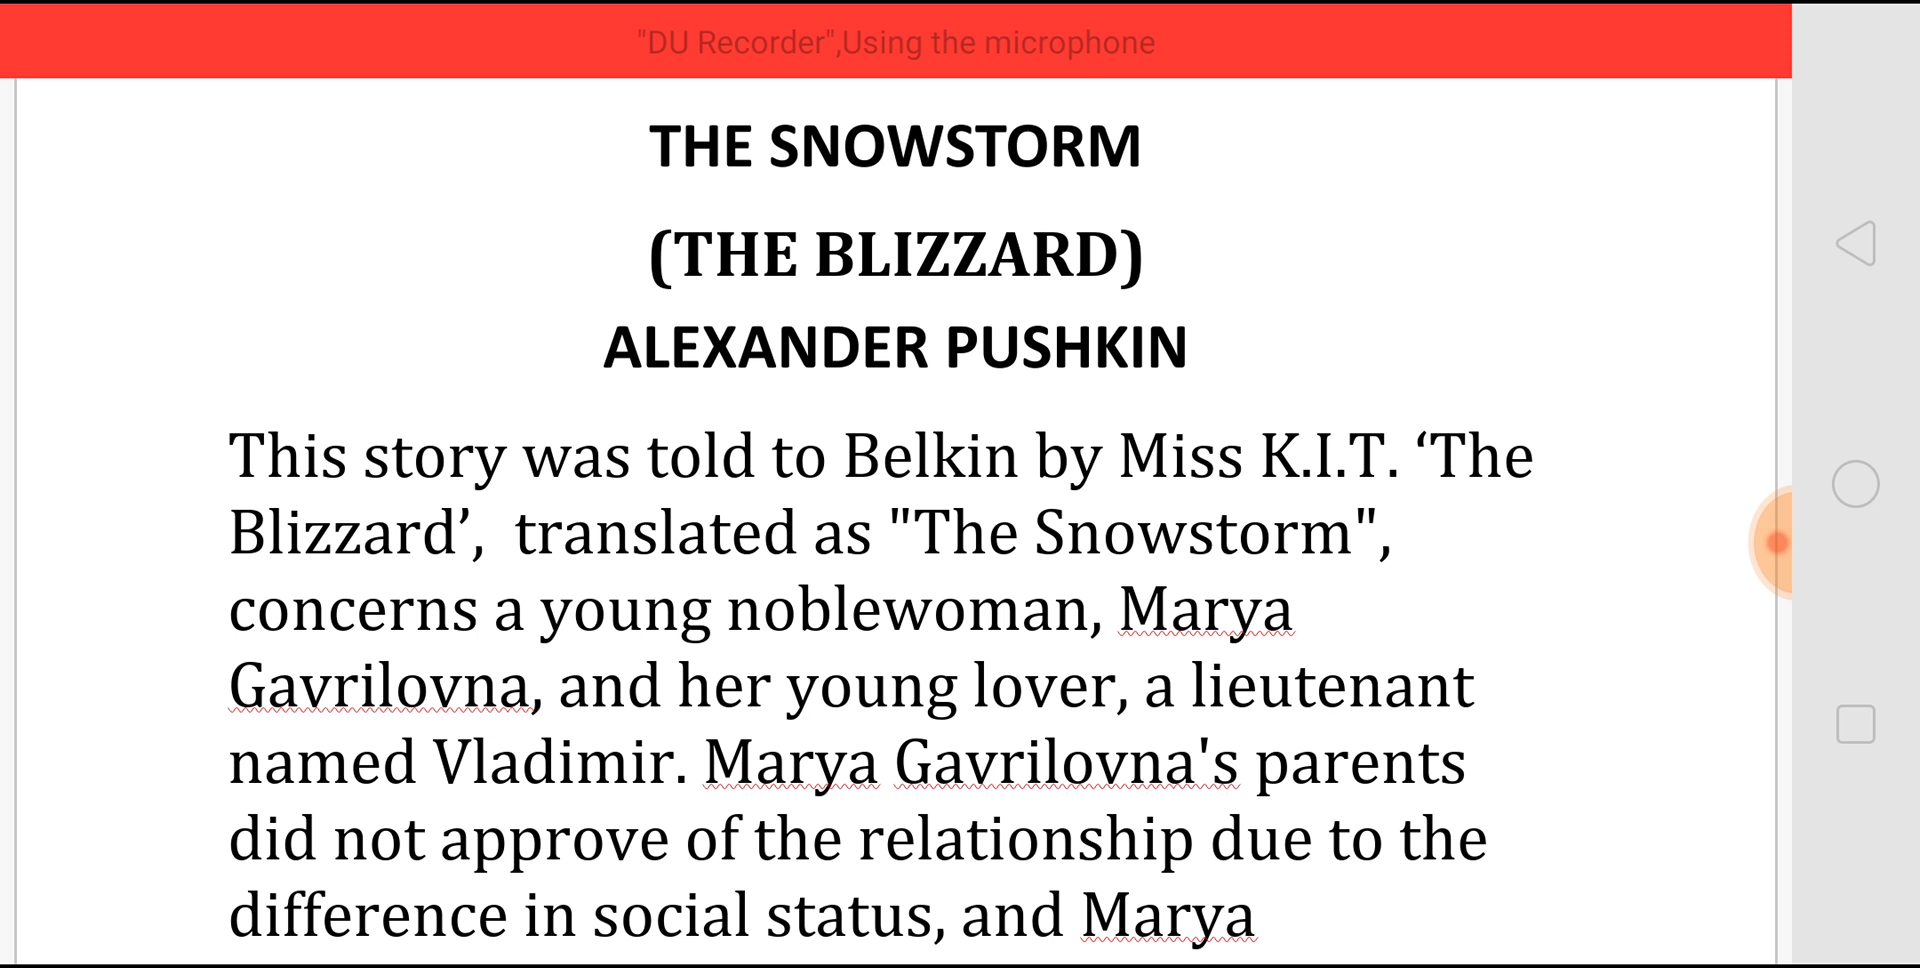 "DU Recorder",Using the microphone
THE SNOWSTORM
(THE BLIZZARD)
ALEXANDER PUSHKIN
This story was told to Belkin by Miss K.I.T. ‘The
Blizzard’,  translated as "The Snowstorm",
concerns a young noblewoman, Marya
Gavrilovna, and her young lover, a lieutenant
named Vladimir. Marya Gavrilovna's parents
did not approve of the relationship due to the
difference in social status, and Marya